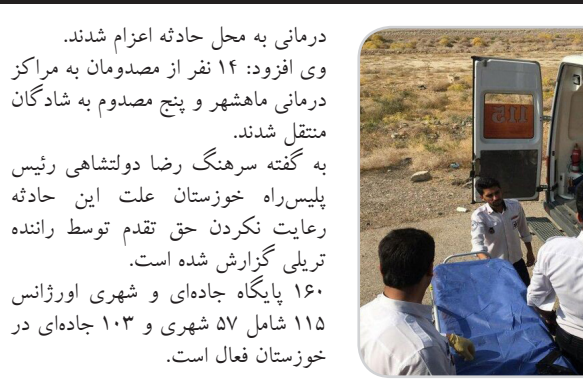 درمانی به محل حادثه اعزام شدند.
وی افزود: ۱۴ نفر از مصدومان به مراکز
درمانی ماهشهر و پنج مصدوم به شادگان
منتقل شدند.
به گفته سرهنگ رضا دولتشاهی رئیس
پلیس‌راه خوزستان علت این حادثه
رعایت نکردن حق تقدم توسط راننده
تریلی گزارش شده است.
۱۶۰ پایگاه جاده‌ای و شهری اورژانس
۱۱۵ شامل ۵۷ شهری و ۱۰۳ جاده‌ای در
خوزستان فعال است.
115